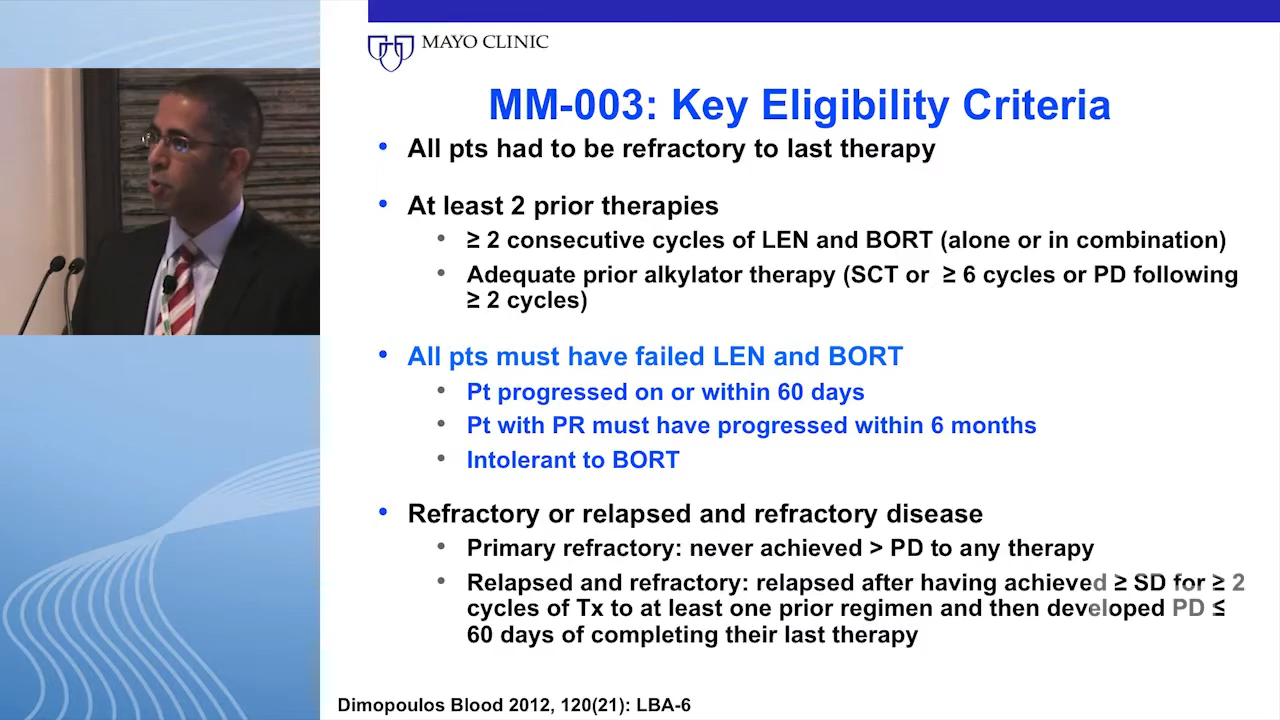 MAYO CLINIC
MM-003: Key Eligibility Criteria
• All pts had to be refractory to last therapy
• At least 2 prior therapies
• ≥ 2 consecutive cycles of LEN and BORT (alone or in combination)
• Adequate prior alkylator therapy (SCT or ≥ 6 cycles or PD following
≥ 2 cycles)
• All pts must have failed LEN and BORT
• Pt progressed on or within 60 days
• Pt with PR must have progressed within 6 months
• Intolerant to BORT
• Refractory or relapsed and refractory disease
• Primary refractory: never achieved > PD to any therapy
• Relapsed and refractory: relapsed after having achieved ≥ SD for ≥ 2
cycles of Tx to at least one prior regimen and then developed PD ≤
60 days of completing their last therapy
Dimopoulos Blood 2012, 120(21): LBA-6